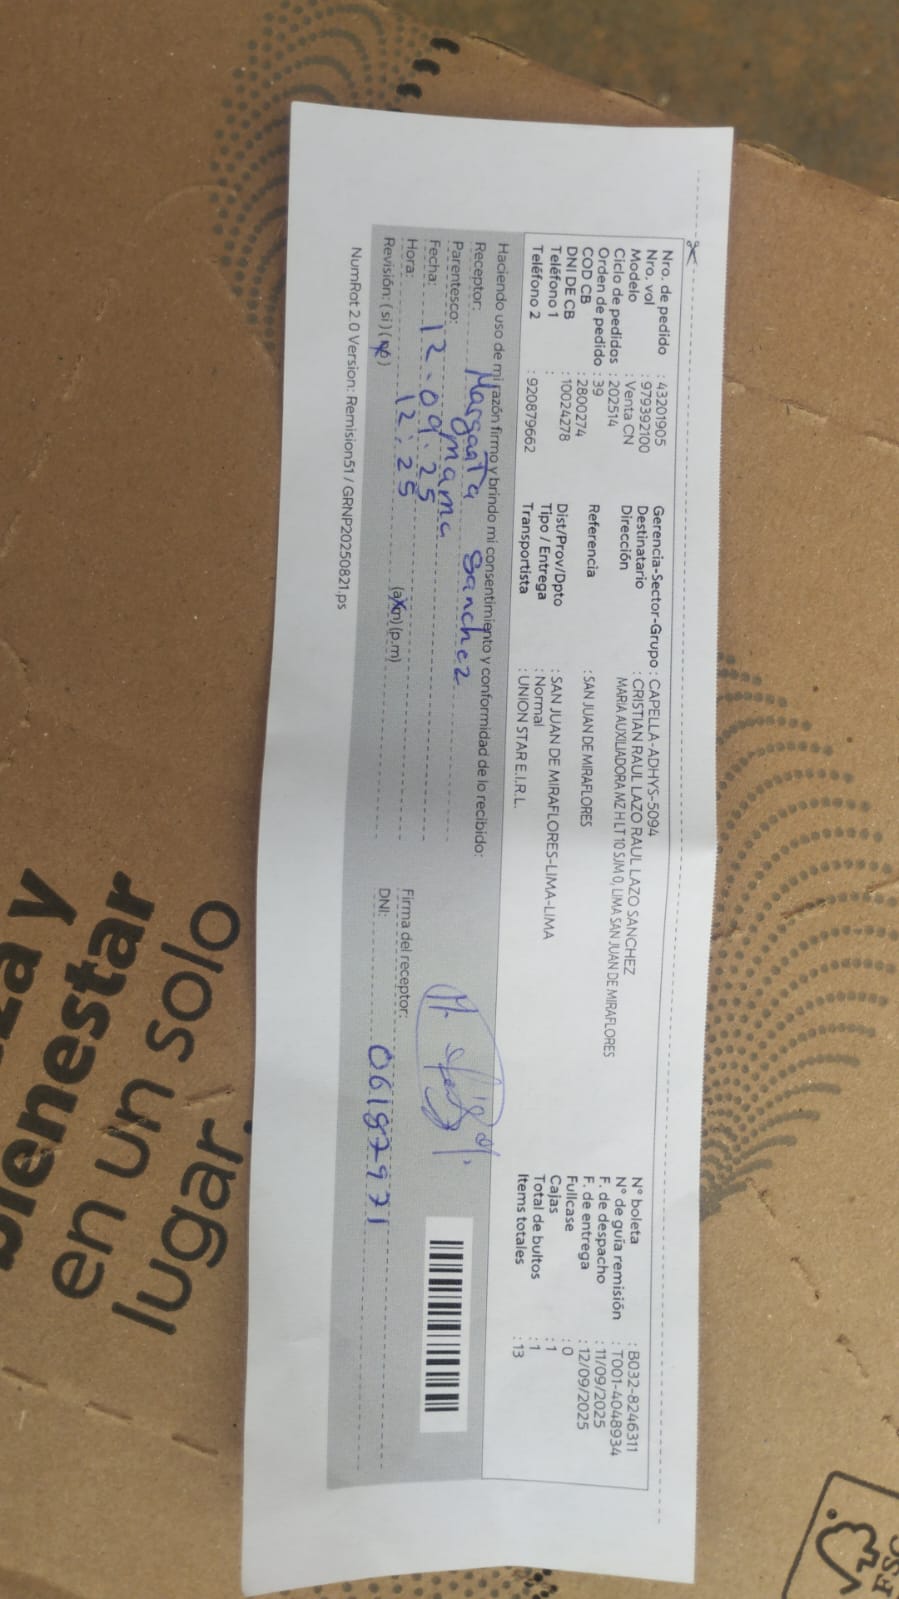 Nro. de pedido : 43201905
Nro. vol : 979392100
Modelo : Venta CN
Ciclo de pedidos : 202514
Orden de pedido : 39
COD CB : 2800274
DNI DE CB : 10024278
Teléfono 1 :
Teléfono 2 : 920879662
Gerencia-Sector-Grupo : CAPELLA-ADHYS-5094
Destinatario : CRISTIAN RAUL LAZO RAUL LAZO SANCHEZ
Dirección MARIA AUXILIADORA MZ H LT 10 SJM 0, LIMA SAN JUAN DE MIRAFLORES
Referencia : SAN JUAN DE MIRAFLORES
Dist/Prov/Dpto : SAN JUAN DE MIRAFLORES-LIMA-LIMA
Tipo / Entrega : Normal
Transportista : UNION STAR E.I.R.L.
N° boleta : B032-8246311
N° de guía remisión : T001-4048934
F. de despacho : 11/09/2025
F. de entrega : 12/09/2025
Fullcase : 0
Cajas : 1
Total de bultos : 1
Items totales : 13
Haciendo uso de mi razón firmo y brindo mi consentimiento y conformidad de lo recibido:
Receptor: Margarita Sanchez
Parentesco: mama
Fecha: 12.09.25
Hora: 12:25 (a.m) (p.m)
Revisión: (si) (no)
Firma del receptor:
DNI: 06187971
NumRot 2.0 Version: Remision51 / GRNP20250821.ps
za y
bienestar
en un solo
lugar.
FSC